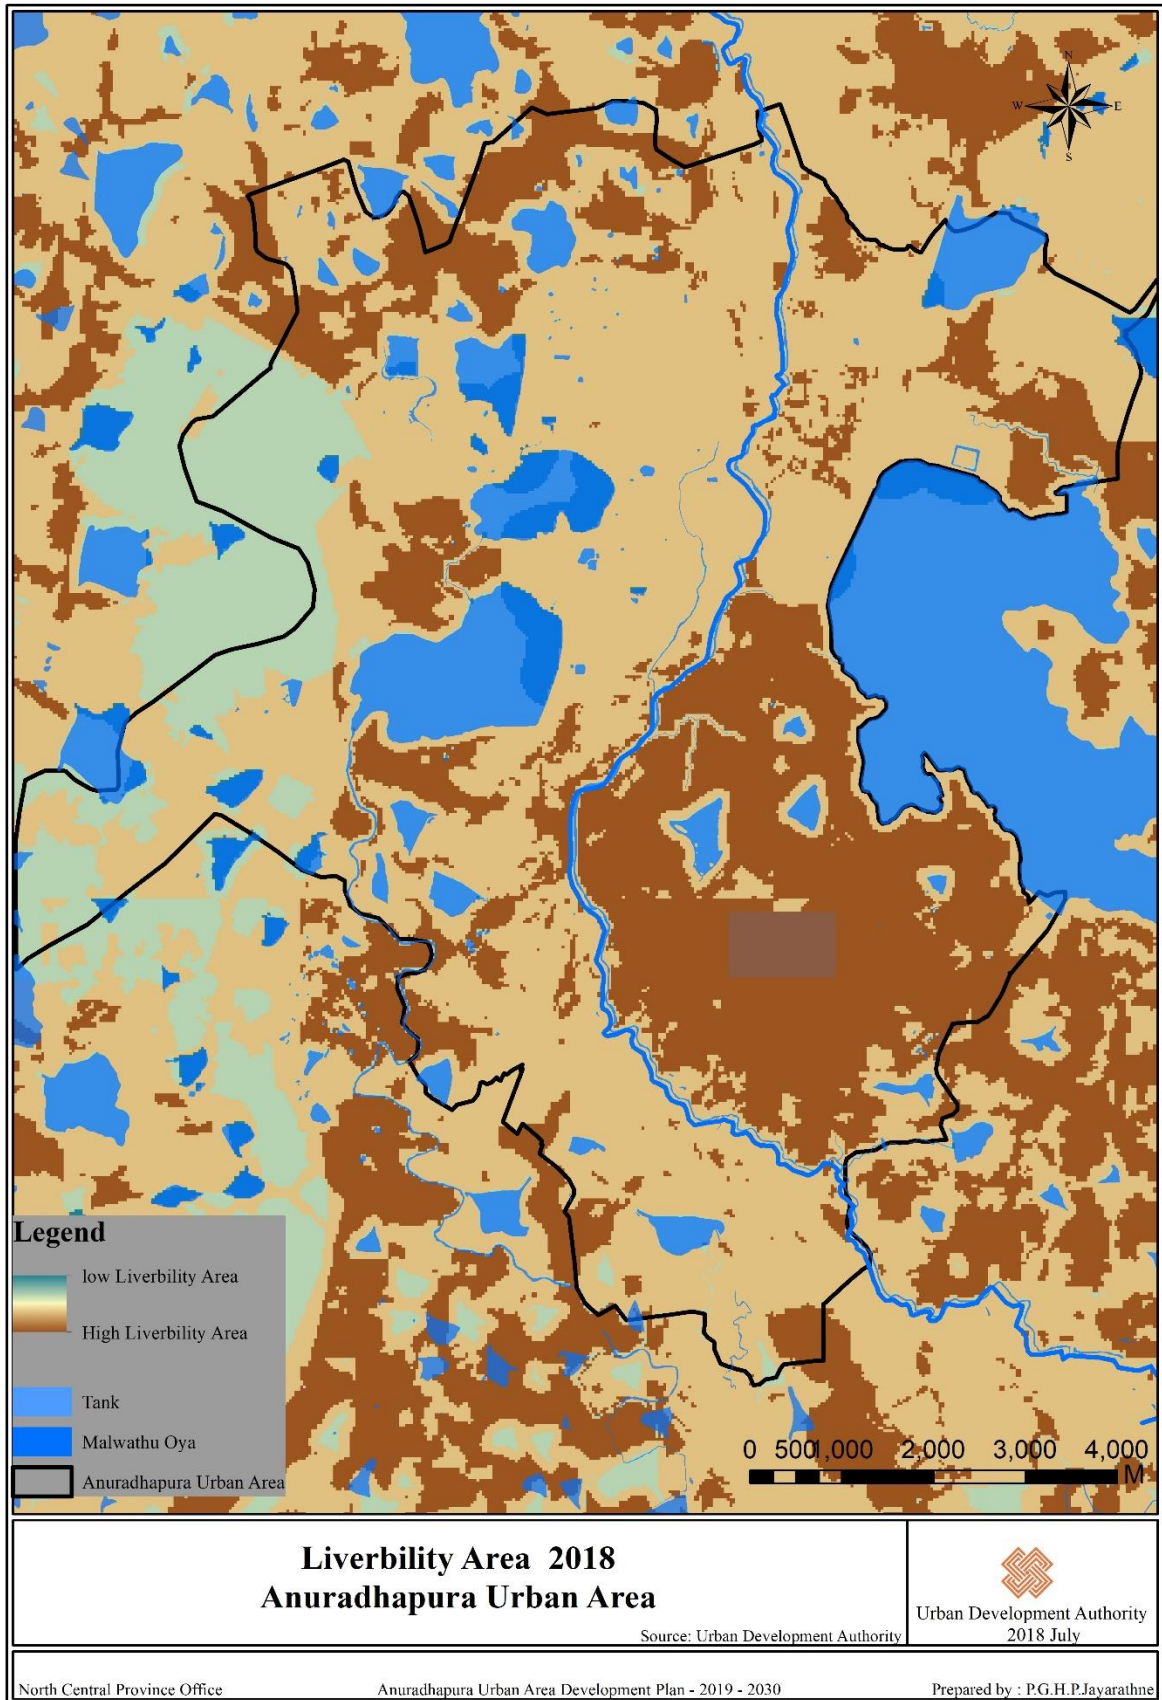 N
W E
S
Legend
low Liverbility Area
High Liverbility Area
Tank
Malwathu Oya
Anuradhapura Urban Area
0 500 1,000 2,000 3,000 4,000
M
Liverbility Area 2018
Anuradhapura Urban Area
Source: Urban Development Authority
Urban Development Authority
2018 July
North Central Province Office
Anuradhapura Urban Area Development Plan - 2019 - 2030
Prepared by : P.G.H.P.Jayarathne